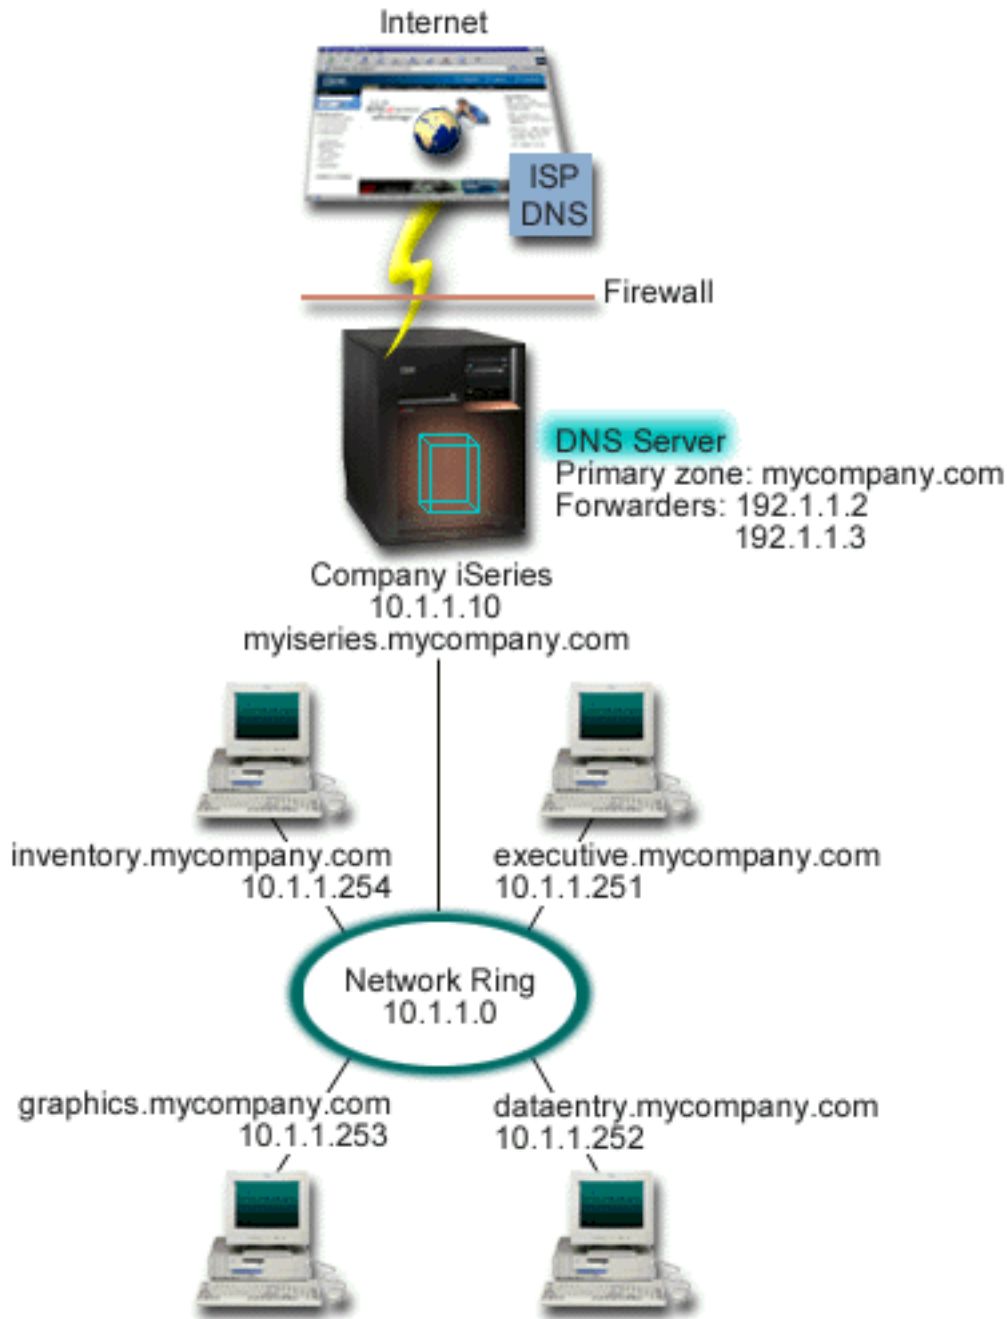 Internet
ISP
DNS
Firewall
DNS Server
Primary zone: mycompany.com
Forwarders: 192.1.1.2
192.1.1.3
Company iSeries
10.1.1.10
myiseries.mycompany.com
inventory.mycompany.com
10.1.1.254
executive.mycompany.com
10.1.1.251
Network Ring
10.1.1.0
graphics.mycompany.com
10.1.1.253
dataentry.mycompany.com
10.1.1.252